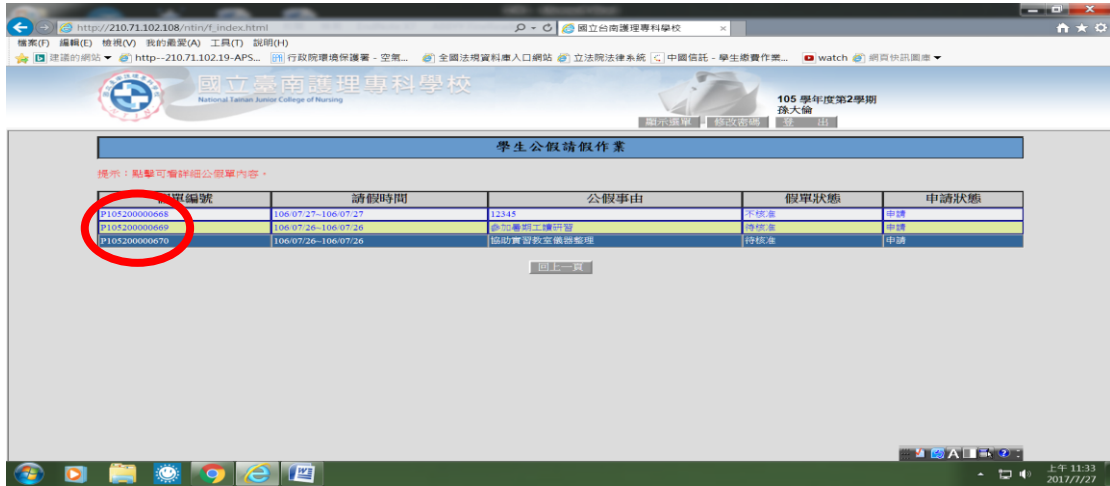 http://210.71.102.108/ntin/f_index.html
國立台南護理專科學校
檔案(F) 編輯(E) 檢視(V) 我的最愛(A) 工具(T) 說明(H)
建議的網站 http--210.71.102.19-APS... 行政院環境保護署 - 空氣... 全國法規資料庫入口網站 立法院法律系統 中國信託 - 學生繳費作業... watch 網頁快訊圖庫
國立臺南護理專科學校
National Tainan Junior College of Nursing
105 學年度第2學期
孫大倫
顯示選單 修改密碼 登 出
學生公假請假作業
提示：點擊可看詳細公假單內容。
假單編號 請假時間 公假事由 假單狀態 申請狀態
P105200000668 106/07/27~106/07/27 12345 不核准 申請
P105200000669 106/07/26~106/07/26 參加暑期工讀研習 待核准 申請
P105200000670 106/07/26~106/07/26 協助實習教室儀器整理 待核准 申請
回上一頁
上午 11:33
2017/7/27